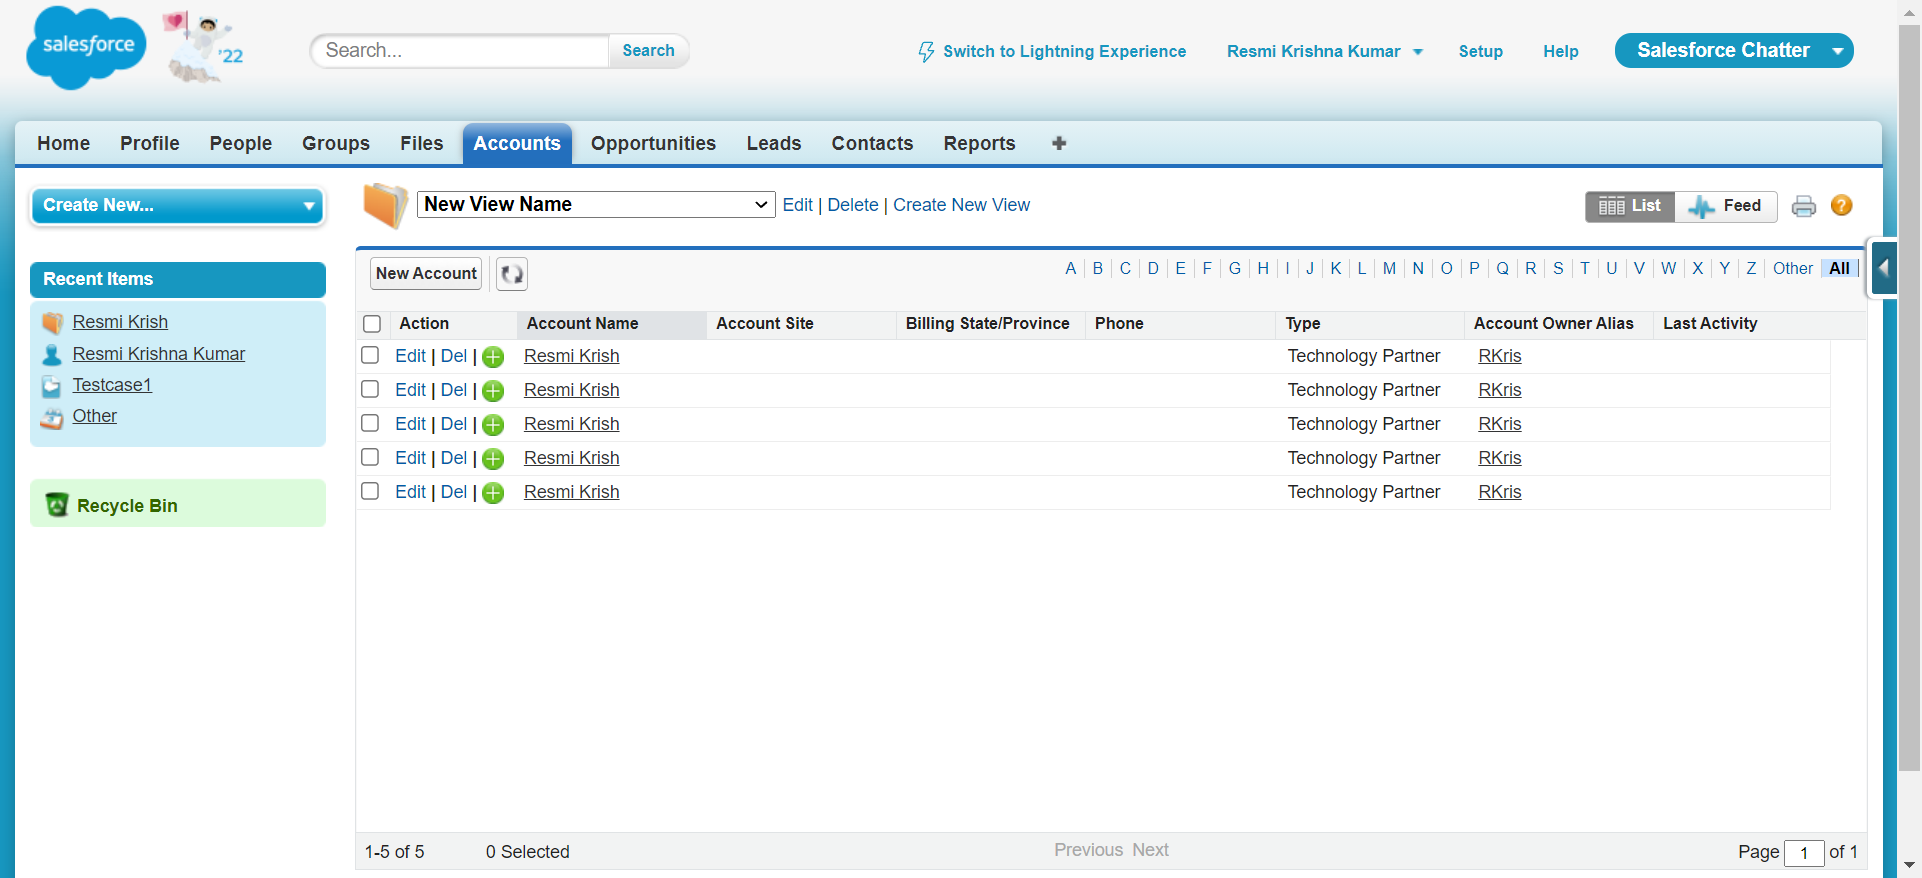 salesforce
'22
Search...
Search
Switch to Lightning Experience
Resmi Krishna Kumar
Setup
Help
Salesforce Chatter
Home Profile People Groups Files Accounts Opportunities Leads Contacts Reports
Create New...
New View Name
Edit | Delete | Create New View
List
Feed
?
Recent Items
Resmi Krish
Resmi Krishna Kumar
Testcase1
Other
Recycle Bin
New Account
A | B | C | D | E | F | G | H | I | J | K | L | M | N | O | P | Q | R | S | T | U | V | W | X | Y | Z | Other | All
Action Account Name Account Site Billing State/Province Phone Type Account Owner Alias Last Activity
Edit | Del | Resmi Krish Technology Partner RKris
Edit | Del | Resmi Krish Technology Partner RKris
Edit | Del | Resmi Krish Technology Partner RKris
Edit | Del | Resmi Krish Technology Partner RKris
Edit | Del | Resmi Krish Technology Partner RKris
1-5 of 5 0 Selected Previous Next Page 1 of 1